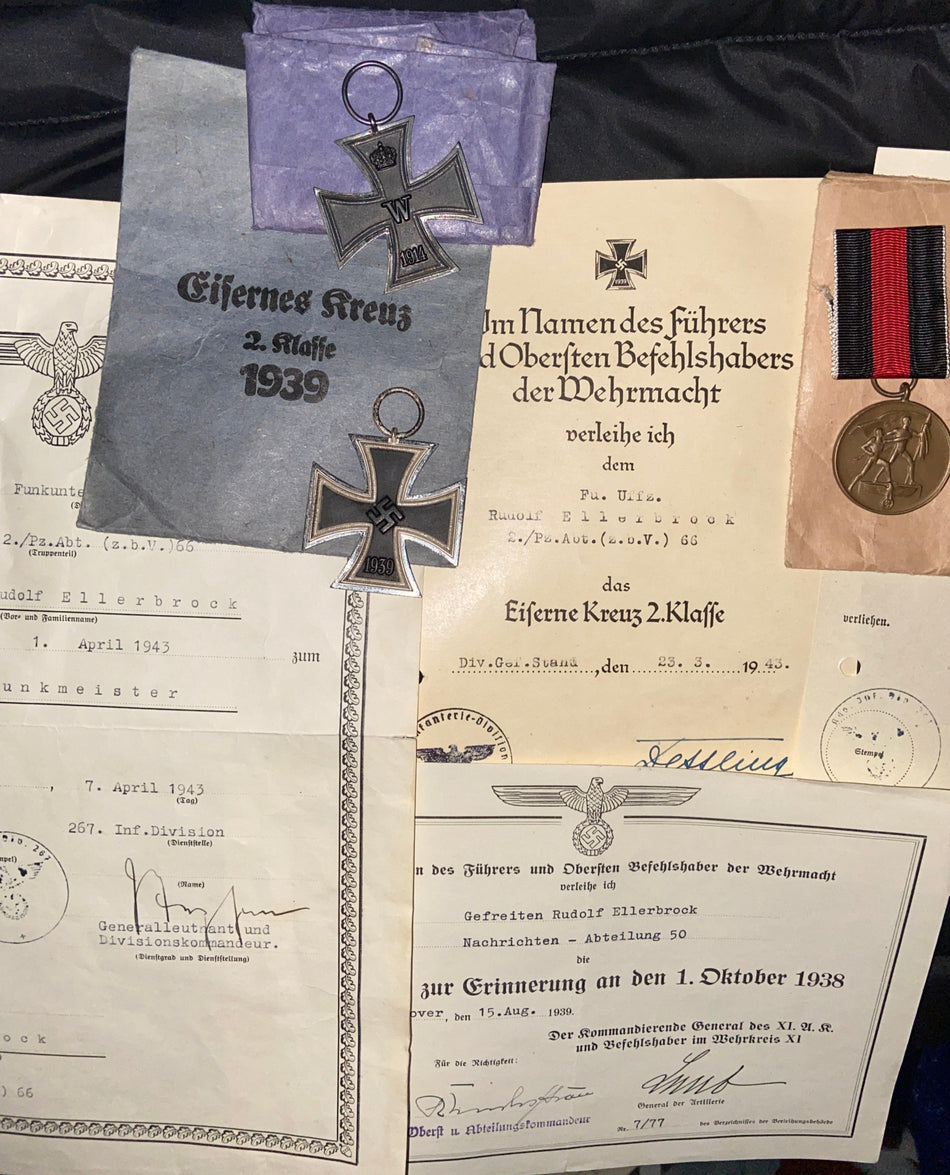 W
1914
Eisernes Kreuz
2. Klasse
1939
1939
1939
Im Namen des Führers
d Obersten Befehlshabers
der Wehrmacht
verleihe ich
dem
Fu. Uffz.
Rudolf Ellerbrock
2./Pz.Abt.(z.b.V.) 66
das
Eiserne Kreuz 2.Klasse
Div.Gef.Stand, den 23. 3. 1943.
nfanterie-Division
Funkunte
2./Pz.Abt. (z.b.V.)66
(Truppenteil)
udolf Ellerbrock
(Vor- und Familienname)
1. April 1943
zum
unkmeister
, 7. April 1943
(Tag)
267. Inf.Division
(Dienststelle)
(Name)
Generalleutnant und
Divisionskommandeur.
(Dienstgrad und Dienststellung)
ock
) 66
verliehen.
Stempel
n des Führers und Obersten Befehlshaber der Wehrmacht
verleihe ich
Gefreiten Rudolf Ellerbrock
Nachrichten - Abteilung 50
die
zur Erinnerung an den 1. Oktober 1938
over, den 15.Aug. 1939.
Der Kommandierende General des XI. A. K.
und Befehlshaber im Wehrkreis XI
Für die Richtigkeit:
General der Artillerie
Oberst u. Abteilungskommandeur
Nr. 7/77 des Verzeichnisses der Verleihungsbehörde